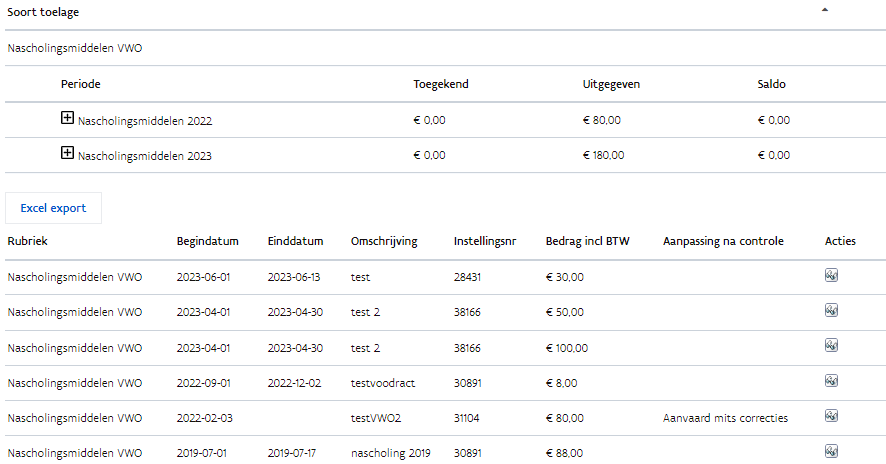 Soort toelage
Nascholingsmiddelen VWO
Periode Toegekend Uitgegeven Saldo
Nascholingsmiddelen 2022 € 0,00 € 80,00 € 0,00
Nascholingsmiddelen 2023 € 0,00 € 180,00 € 0,00
Excel export
Rubriek Begindatum Einddatum Omschrijving Instellingsnr Bedrag incl BTW Aanpassing na controle Acties
Nascholingsmiddelen VWO 2023-06-01 2023-06-13 test 28431 € 30,00
Nascholingsmiddelen VWO 2023-04-01 2023-04-30 test 2 38166 € 50,00
Nascholingsmiddelen VWO 2023-04-01 2023-04-30 test 2 38166 € 100,00
Nascholingsmiddelen VWO 2022-09-01 2022-12-02 testvoodract 30891 € 8,00
Nascholingsmiddelen VWO 2022-02-03 testVWO2 31104 € 80,00 Aanvaard mits correcties
Nascholingsmiddelen VWO 2019-07-01 2019-07-17 nascholing 2019 30891 € 88,00